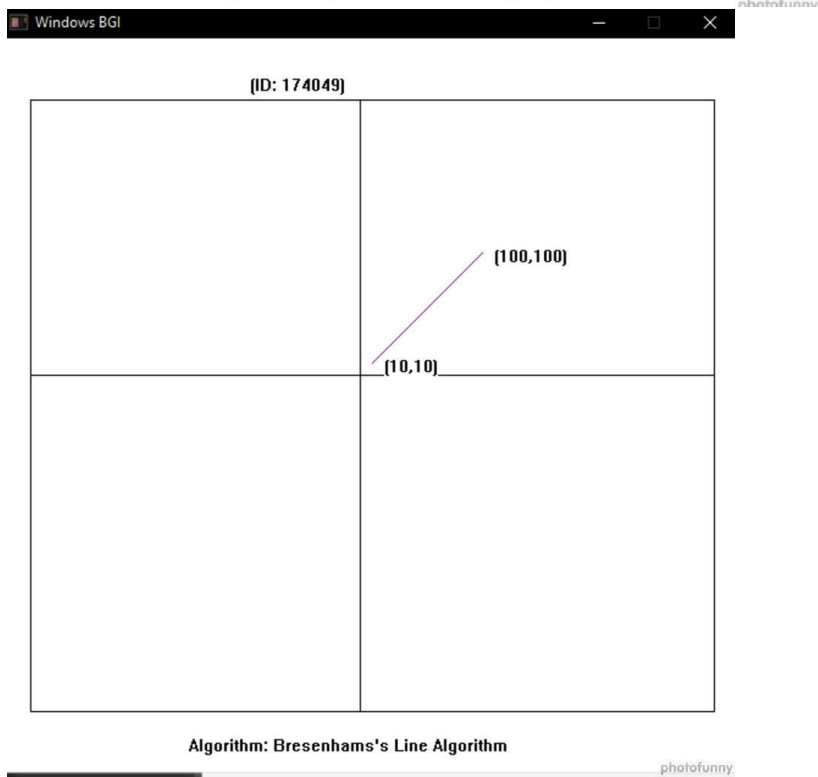 photofunny
Windows BGI
(ID: 174049)
(100,100)
(10,10)
Algorithm: Bresenhams's Line Algorithm
photofunny